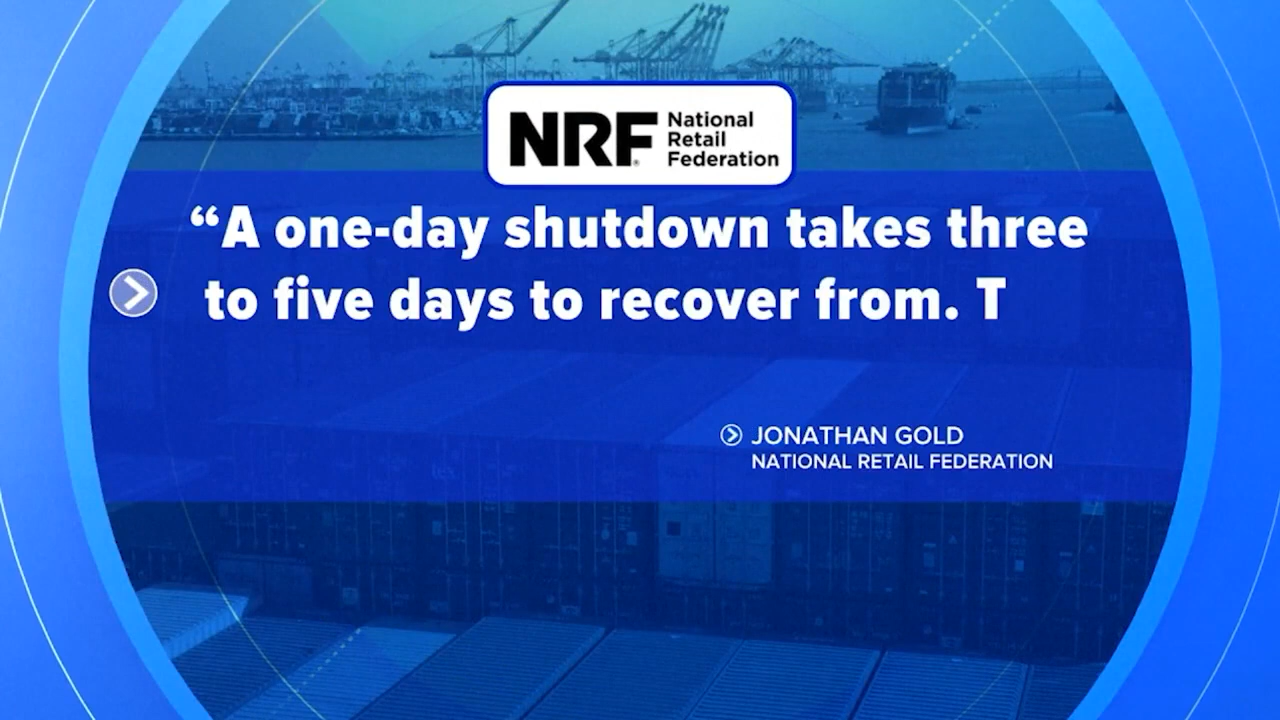 NRF National
Retail
Federation
“A one-day shutdown takes three
to five days to recover from. T
JONATHAN GOLD
NATIONAL RETAIL FEDERATION